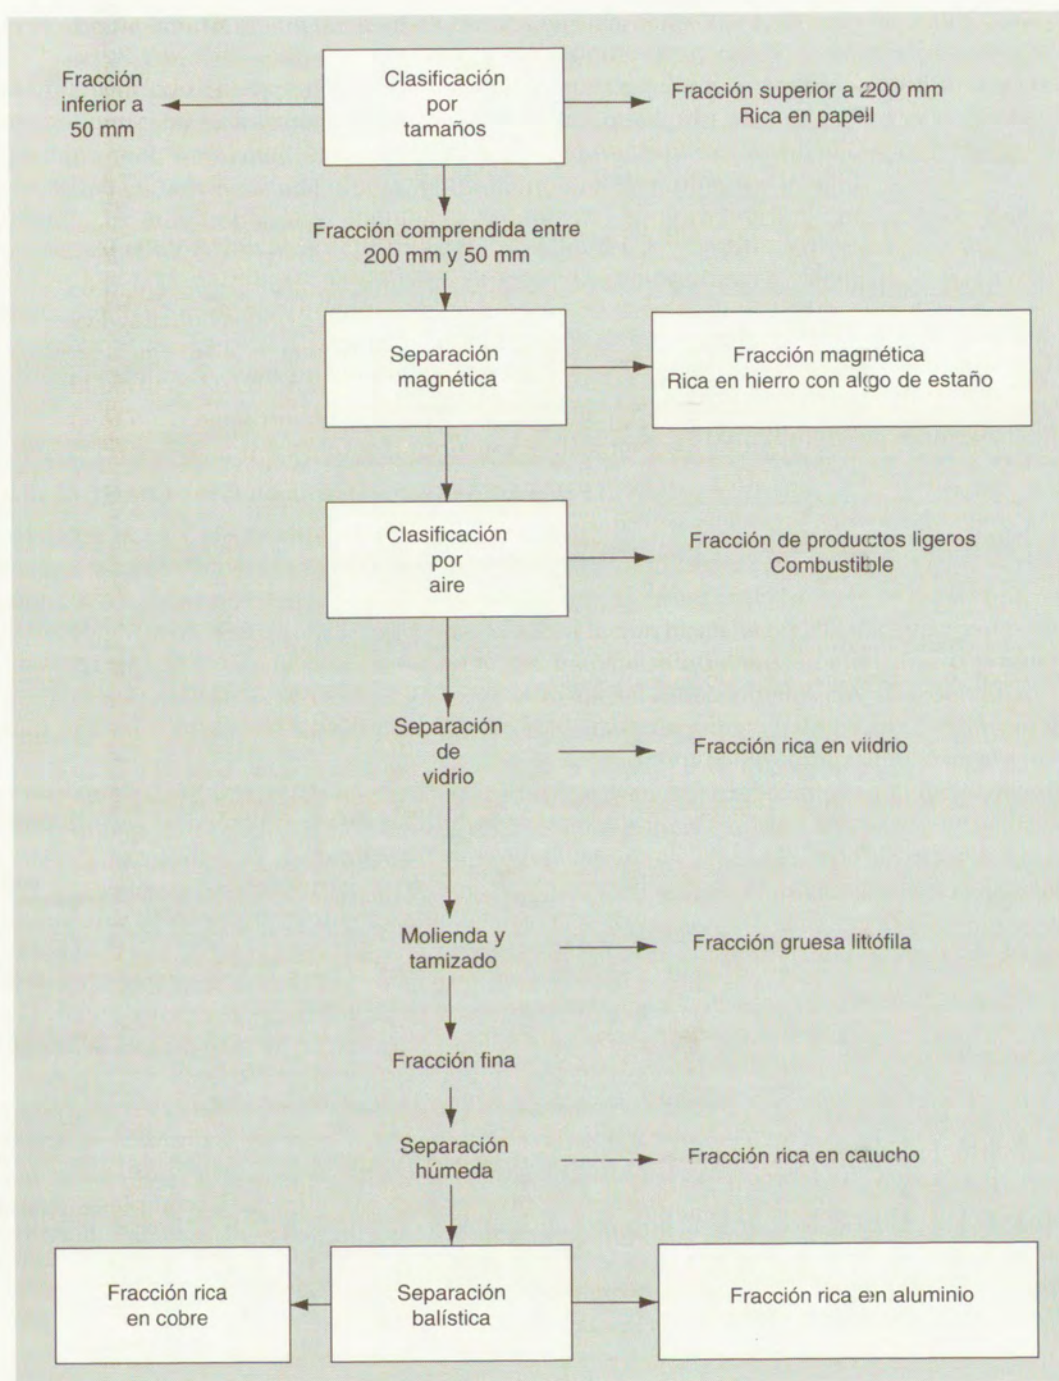 Fracción
inferior a
50 mm
Clasificación
por
tamaños
Fracción superior a 200 mm
Rica en papel
Fracción comprendida entre
200 mm y 50 mm
Separación
magnética
Fracción magnética
Rica en hierro con algo de estaño
Clasificación
por
aire
Fracción de productos ligeros
Combustible
Separación
de
vidrio
Fracción rica en vidrio
Molienda y
tamizado
Fracción gruesa litófila
Fracción fina
Separación
húmeda
Fracción rica en caucho
Fracción rica
en cobre
Separación
balística
Fracción rica en aluminio